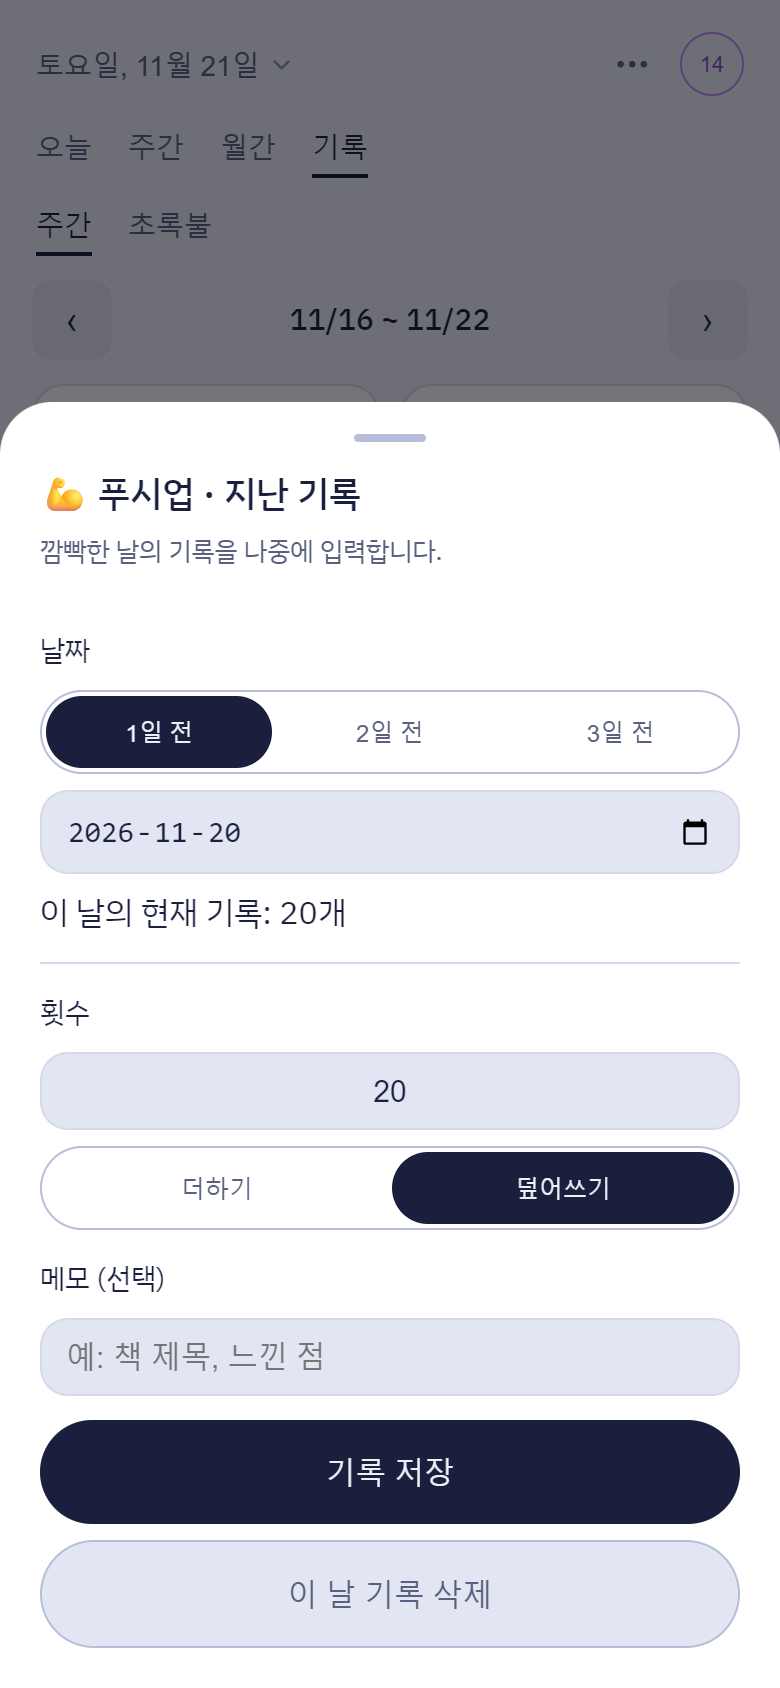 토요일, 11월 21일
14
오늘 주간 월간 기록
주간 초록불
‹ 11/16 ~ 11/22 ›
💪 푸시업 · 지난 기록
깜빡한 날의 기록을 나중에 입력합니다.
날짜
1일 전 2일 전 3일 전
2026-11-20
이 날의 현재 기록: 20개
횟수
20
더하기 덮어쓰기
메모 (선택)
예: 책 제목, 느낀 점
기록 저장
이 날 기록 삭제